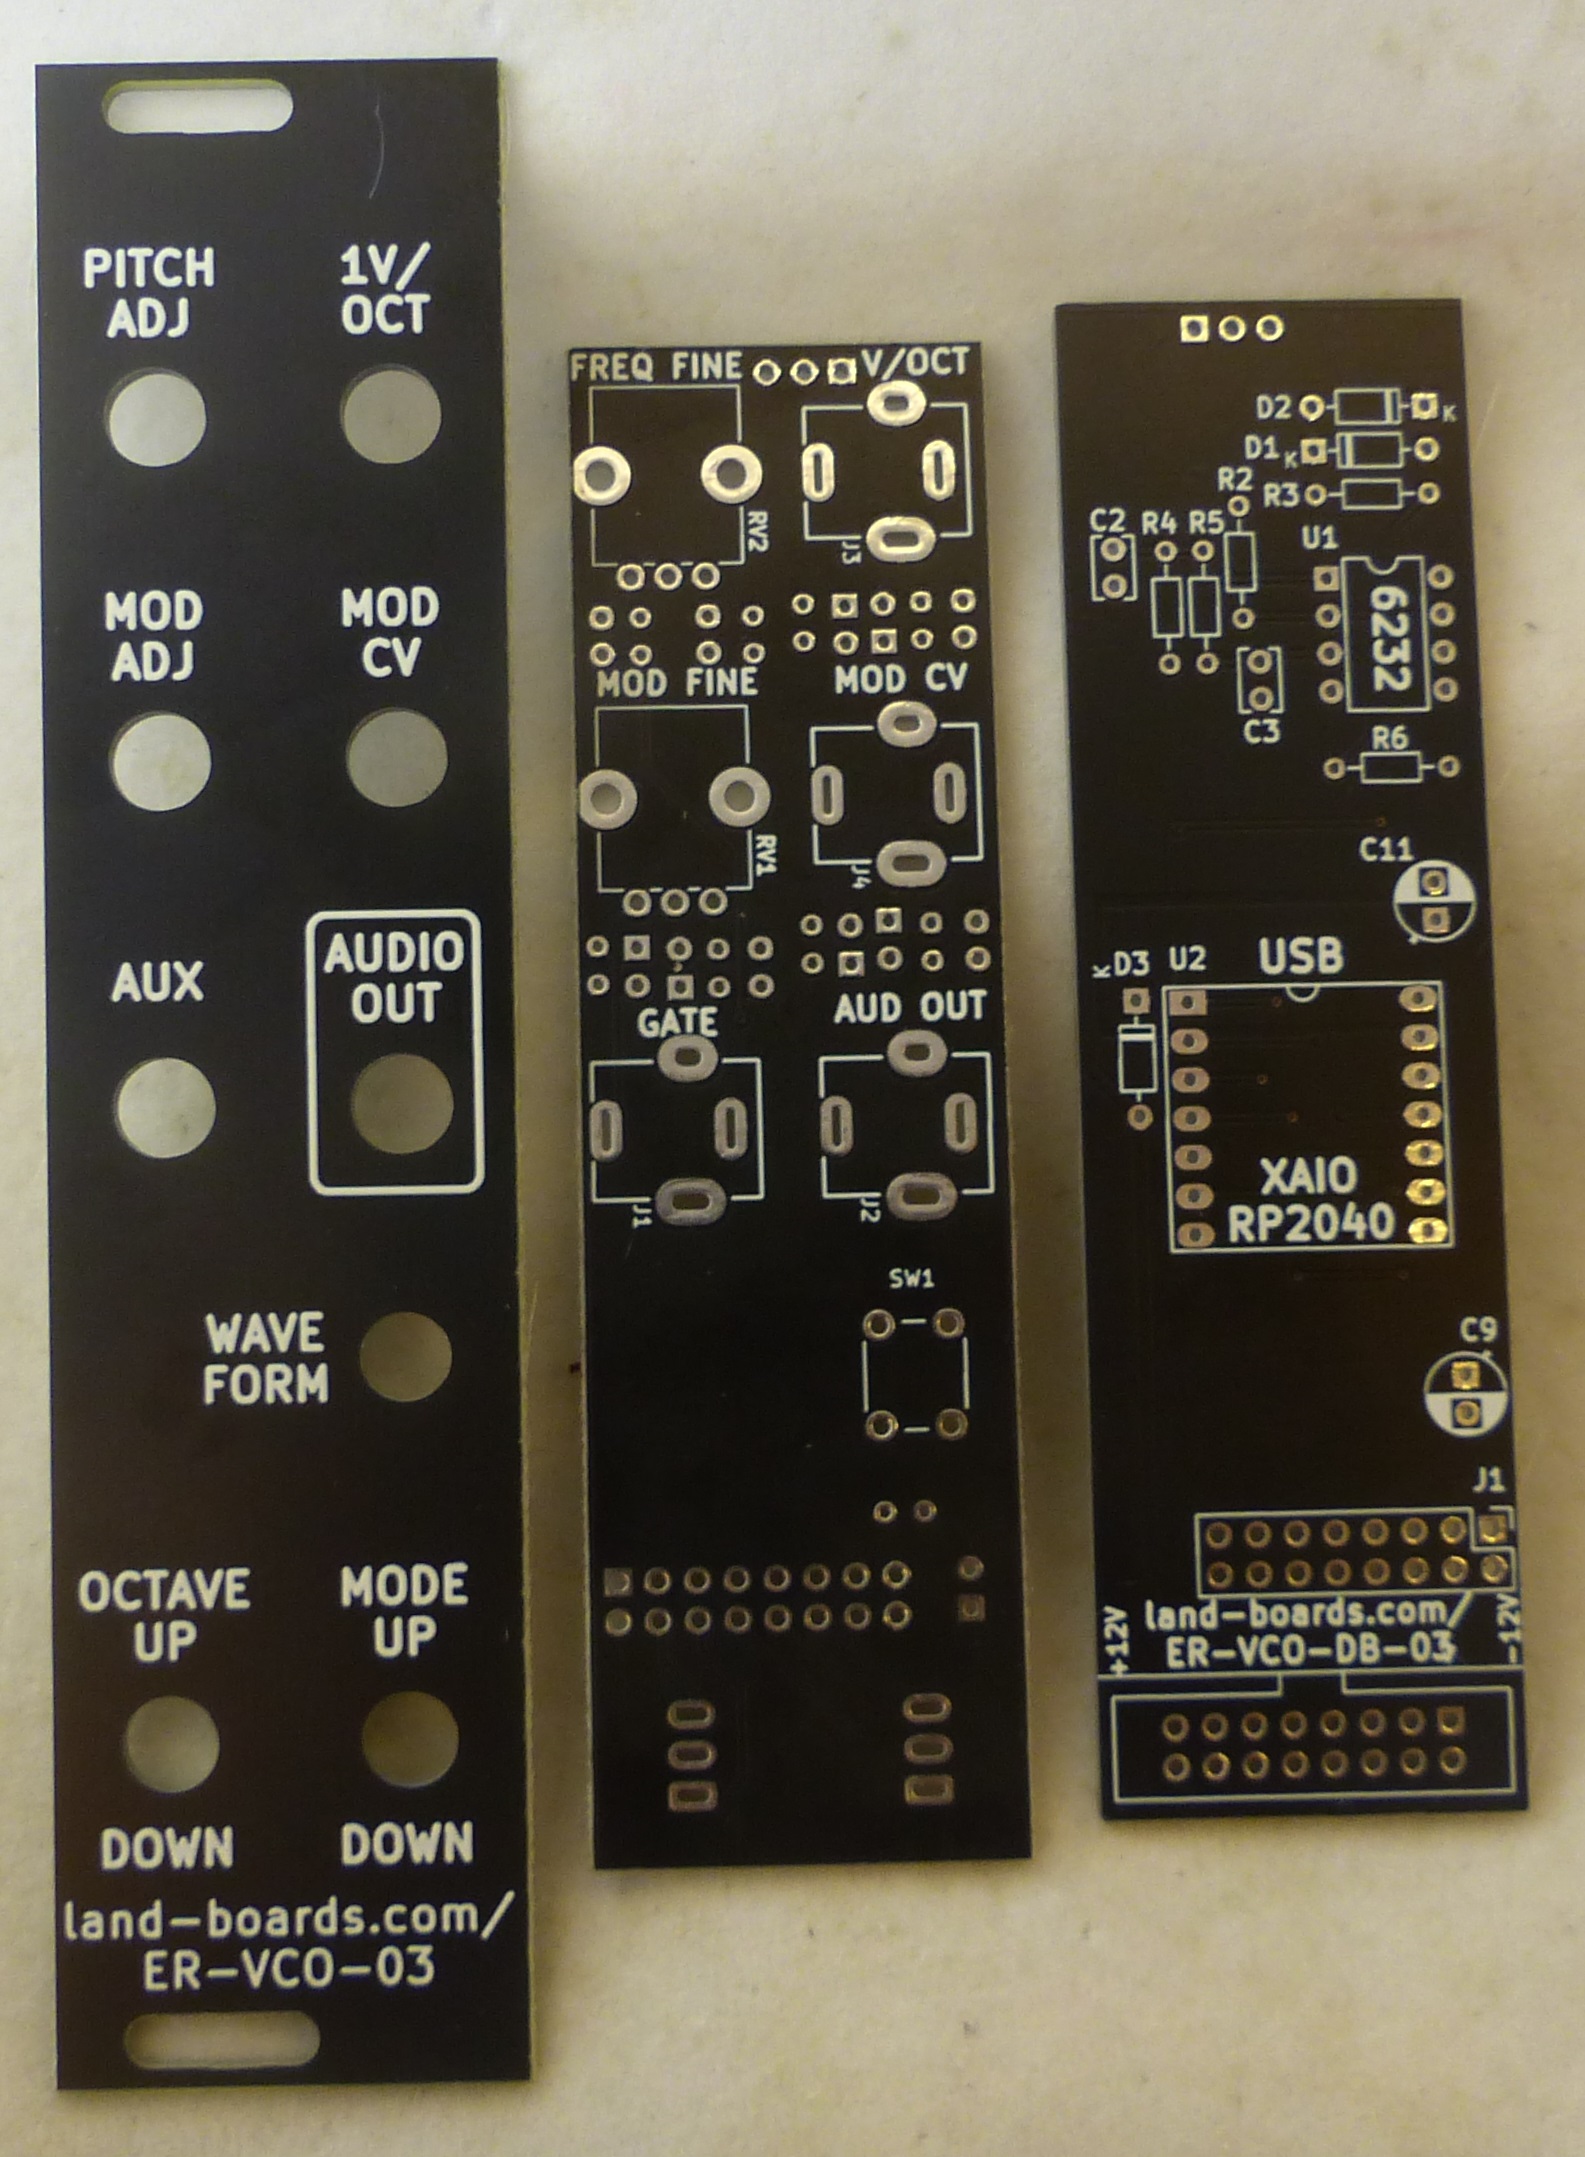 PITCH
ADJ
1V/
OCT
MOD
ADJ
MOD
CV
AUX
AUDIO
OUT
WAVE
FORM
OCTAVE
UP
MODE
UP
DOWN
DOWN
land-boards.com/
ER-VCO-03
FREQ FINE
V/OCT
RV2
J3
MOD FINE
MOD CV
RV1
J4
GATE
AUD OUT
J1
J2
SW1
D2
K
D1
K
R2
R3
C2
R4
R5
U1
6232
C3
R6
C11
K
D3
U2
USB
XAIO
RP2040
C9
J1
+12V
land-boards.com/
ER-VCO-DB-03
-12V